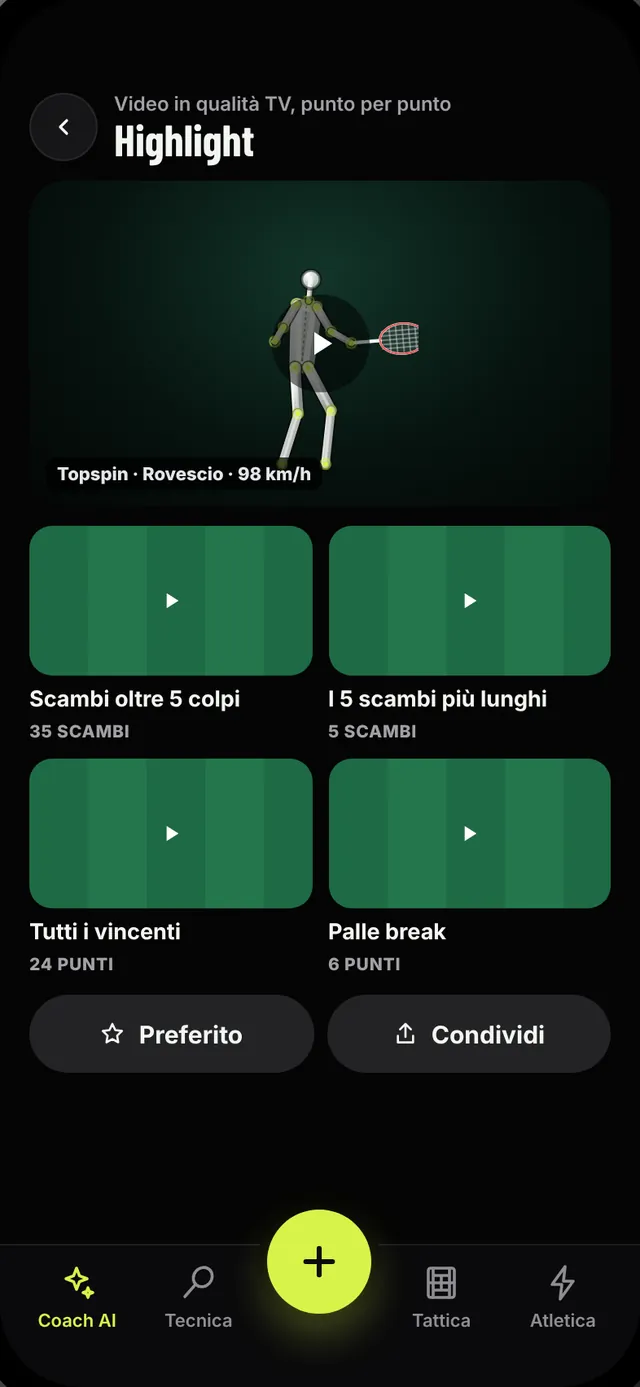 Video in qualità TV, punto per punto
Highlight
Topspin · Rovescio · 98 km/h
Scambi oltre 5 colpi
35 SCAMBI
I 5 scambi più lunghi
5 SCAMBI
Tutti i vincenti
24 PUNTI
Palle break
6 PUNTI
Preferito
Condividi
Coach AI
Tecnica
Tattica
Atletica